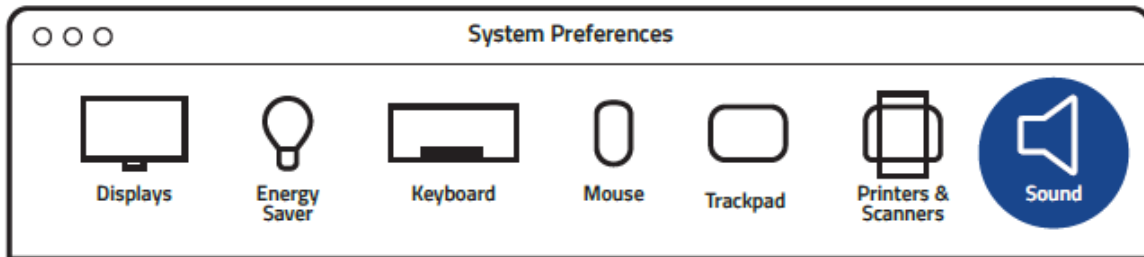 System Preferences
Displays
Energy
Saver
Keyboard
Mouse
Trackpad
Printers &
Scanners
Sound